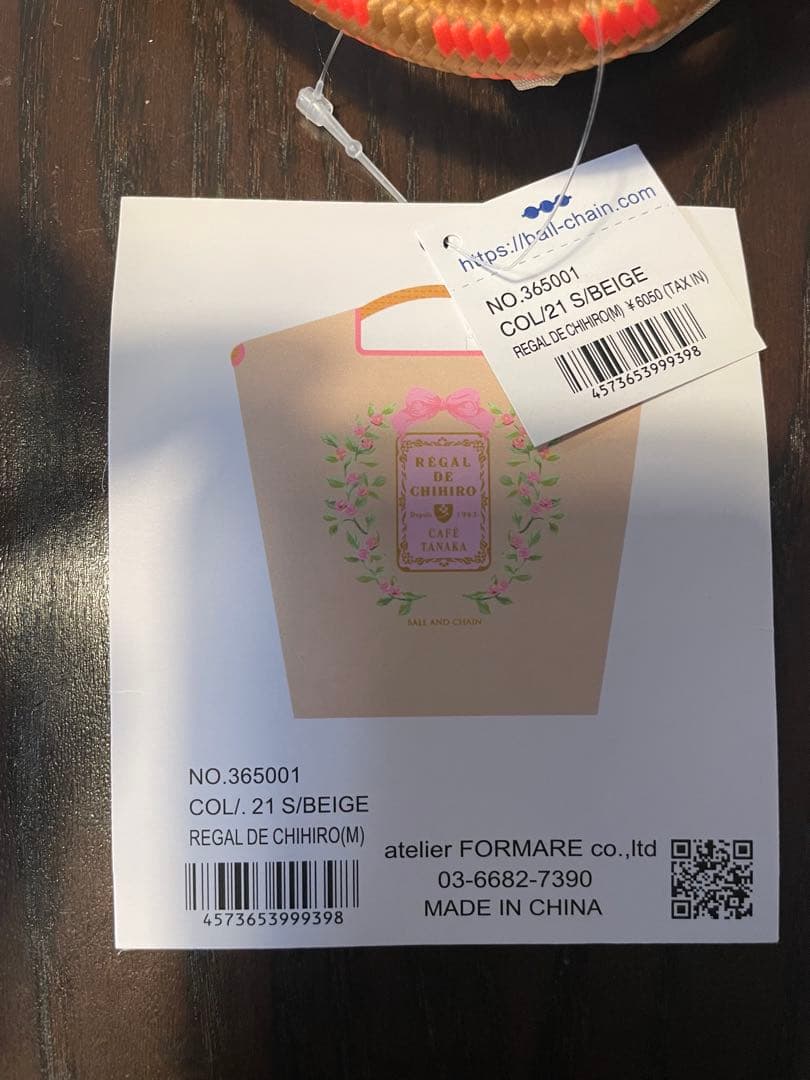 https://ball-chain.com
NO.365001
COL/21 S/BEIGE
REGAL DE CHIHIRO(M) ¥6050 (TAX IN)
4573653999398
REGAL
DE
CHIHIRO
Depuis 1963
CAFÉ
TANAKA
BALL AND CHAIN
NO.365001
COL/. 21 S/BEIGE
REGAL DE CHIHIRO(M)
4573653999398
atelier FORMARE co.,ltd
03-6682-7390
MADE IN CHINA